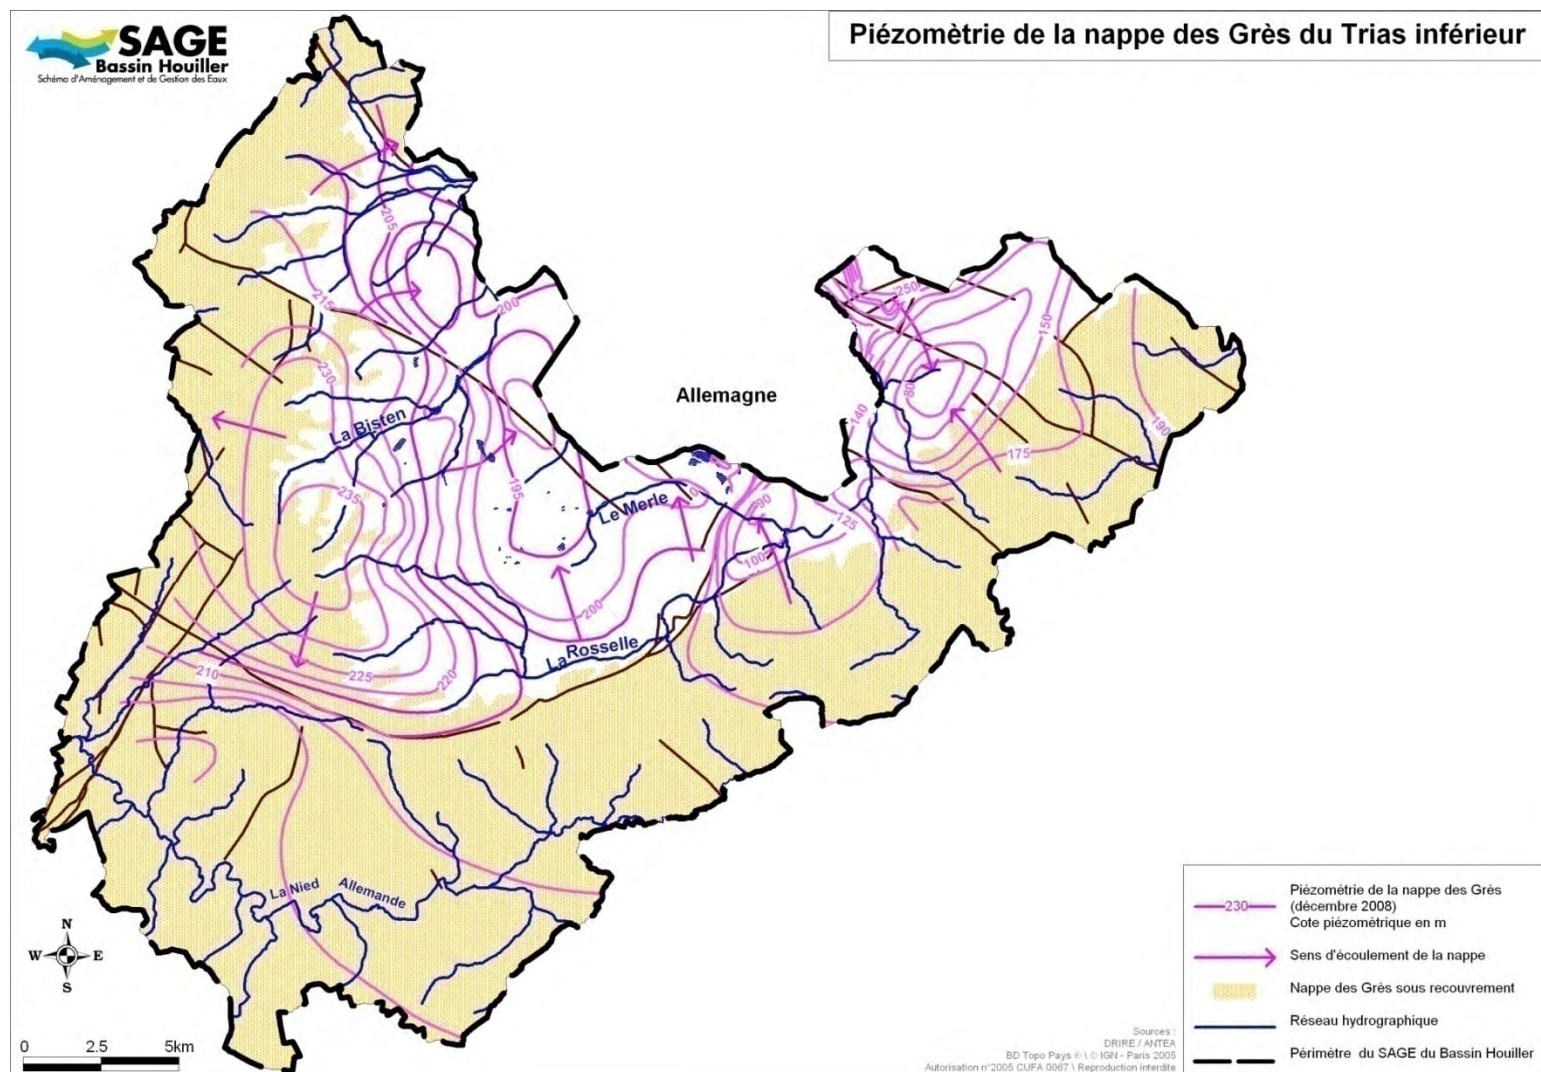 SAGE
Bassin Houiller
Schéma d'Aménagement et de Gestion des Eaux
Piézomètrie de la nappe des Grès du Trias inférieur
205
215
200
230
La Bisten
235
195
Allemagne
250
150
80
140
190
175
Le Merle
90
125
100
200
La Rosselle
210
225
220
La Nied Allemande
N
W
E
S
0
2.5
5km
230
Piézométrie de la nappe des Grès
(décembre 2008)
Cote piézomètrique en m
Sens d'écoulement de la nappe
Nappe des Grès sous recouvrement
Réseau hydrographique
Périmètre du SAGE du Bassin Houiller
Sources :
DRIRE / ANTEA
BD Topo Pays © \ © IGN - Paris 2005
Autorisation n°2005 CUFA 0067 \ Reproduction interdite